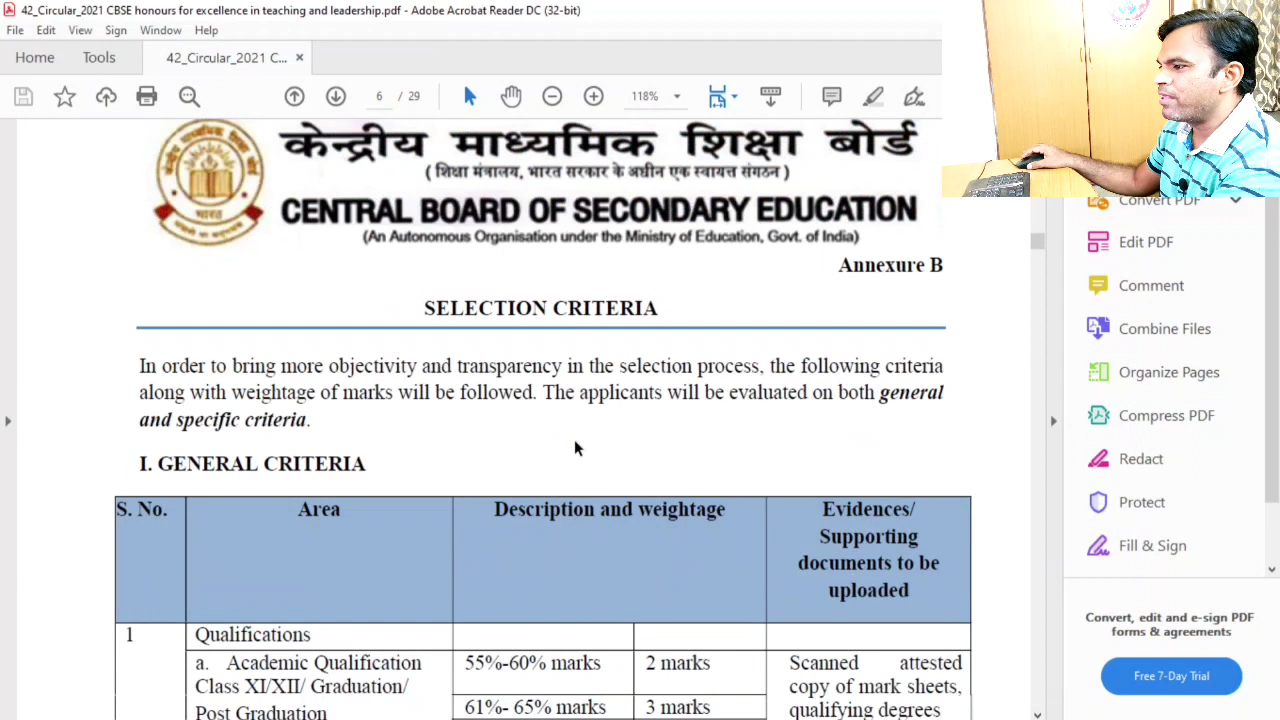 42_Circular_2021 CBSE honours for excellence in teaching and leadership.pdf - Adobe Acrobat Reader DC (32-bit)
File Edit View Sign Window Help
Home Tools 42_Circular_2021 C... ×
6 / 29 118%
केन्द्रीय माध्यमिक शिक्षा बोर्ड
(शिक्षा मंत्रालय, भारत सरकार के अधीन एक स्वायत्त संगठन)
CENTRAL BOARD OF SECONDARY EDUCATION
(An Autonomous Organisation under the Ministry of Education, Govt. of India)
भारत
Annexure B
SELECTION CRITERIA
In order to bring more objectivity and transparency in the selection process, the following criteria
along with weightage of marks will be followed. The applicants will be evaluated on both general
and specific criteria.
I. GENERAL CRITERIA
S. No. Area Description and weightage Evidences/
Supporting
documents to be
uploaded
1 Qualifications
a. Academic Qualification 55%-60% marks 2 marks Scanned attested
Class XI/XII/ Graduation/ copy of mark sheets,
Post Graduation 61%- 65% marks 3 marks qualifying degrees
Convert PDF
Edit PDF
Comment
Combine Files
Organize Pages
Compress PDF
Redact
Protect
Fill & Sign
Convert, edit and e-sign PDF
forms & agreements
Free 7-Day Trial